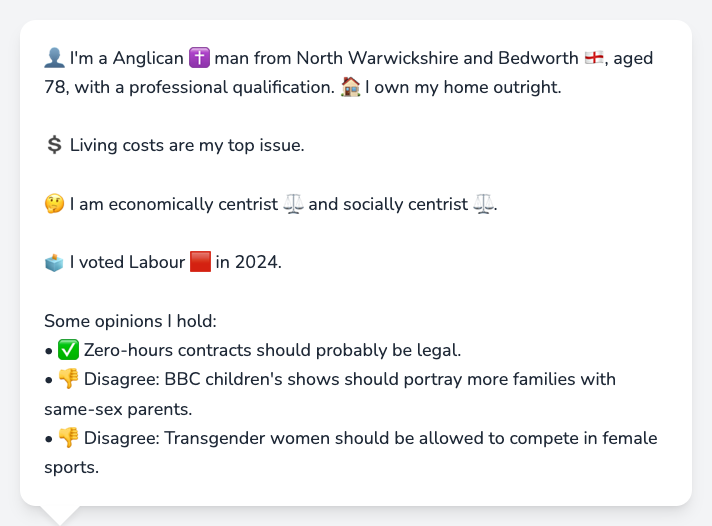 👤 I'm a Anglican ✝️ man from North Warwickshire and Bedworth 🏴󠁧󠁢󠁥󠁮󠁧󠁿, aged
78, with a professional qualification. 🏠 I own my home outright.
💲 Living costs are my top issue.
🤔 I am economically centrist ⚖️ and socially centrist ⚖️.
🗳️ I voted Labour 🟥 in 2024.
Some opinions I hold:
• ✅ Zero-hours contracts should probably be legal.
• 👎 Disagree: BBC children's shows should portray more families with
same-sex parents.
• 👎 Disagree: Transgender women should be allowed to compete in female
sports.